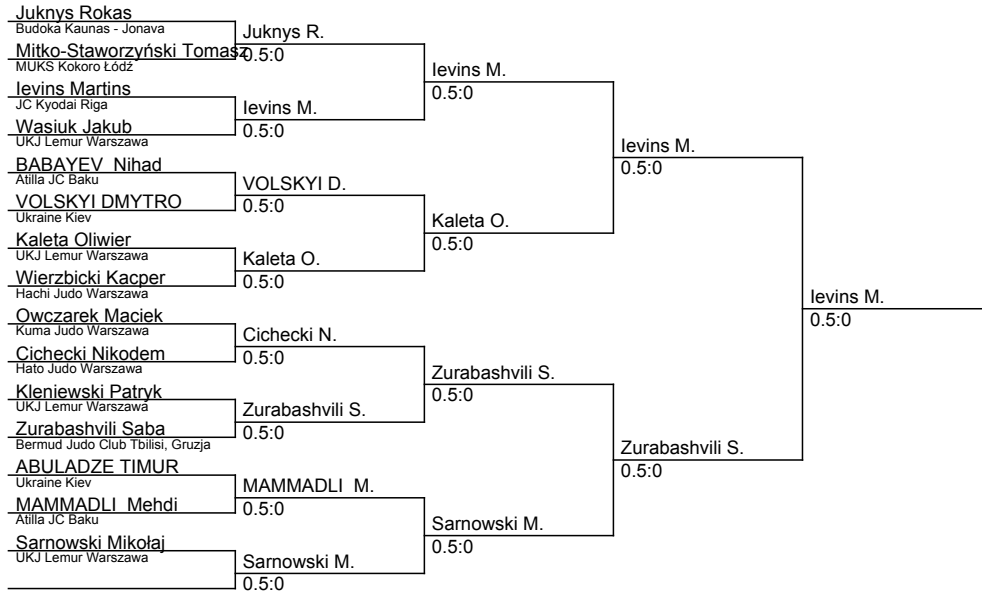 Juknys Rokas
Budoka Kaunas - Jonava
Mitko-Staworzyński Tomasz
MUKS Kokoro Łódź
Ievins Martins
JC Kyodai Riga
Wasiuk Jakub
UKJ Lemur Warszawa
BABAYEV  Nihad
Atilla JC Baku
VOLSKYI DMYTRO
Ukraine Kiev
Kaleta Oliwier
UKJ Lemur Warszawa
Wierzbicki Kacper
Hachi Judo Warszawa
Owczarek Maciek
Kuma Judo Warszawa
Cichecki Nikodem
Hato Judo Warszawa
Kleniewski Patryk
UKJ Lemur Warszawa
Zurabashvili Saba
Bermud Judo Club Tbilisi, Gruzja
ABULADZE TIMUR
Ukraine Kiev
MAMMADLI  Mehdi
Atilla JC Baku
Sarnowski Mikołaj
UKJ Lemur Warszawa
Juknys R.
0.5:0
Ievins M.
0.5:0
VOLSKYI D.
0.5:0
Kaleta O.
0.5:0
Cichecki N.
0.5:0
Zurabashvili S.
0.5:0
MAMMADLI  M.
0.5:0
Sarnowski M.
0.5:0
Ievins M.
0.5:0
Kaleta O.
0.5:0
Zurabashvili S.
0.5:0
Sarnowski M.
0.5:0
Ievins M.
0.5:0
Zurabashvili S.
0.5:0
Ievins M.
0.5:0